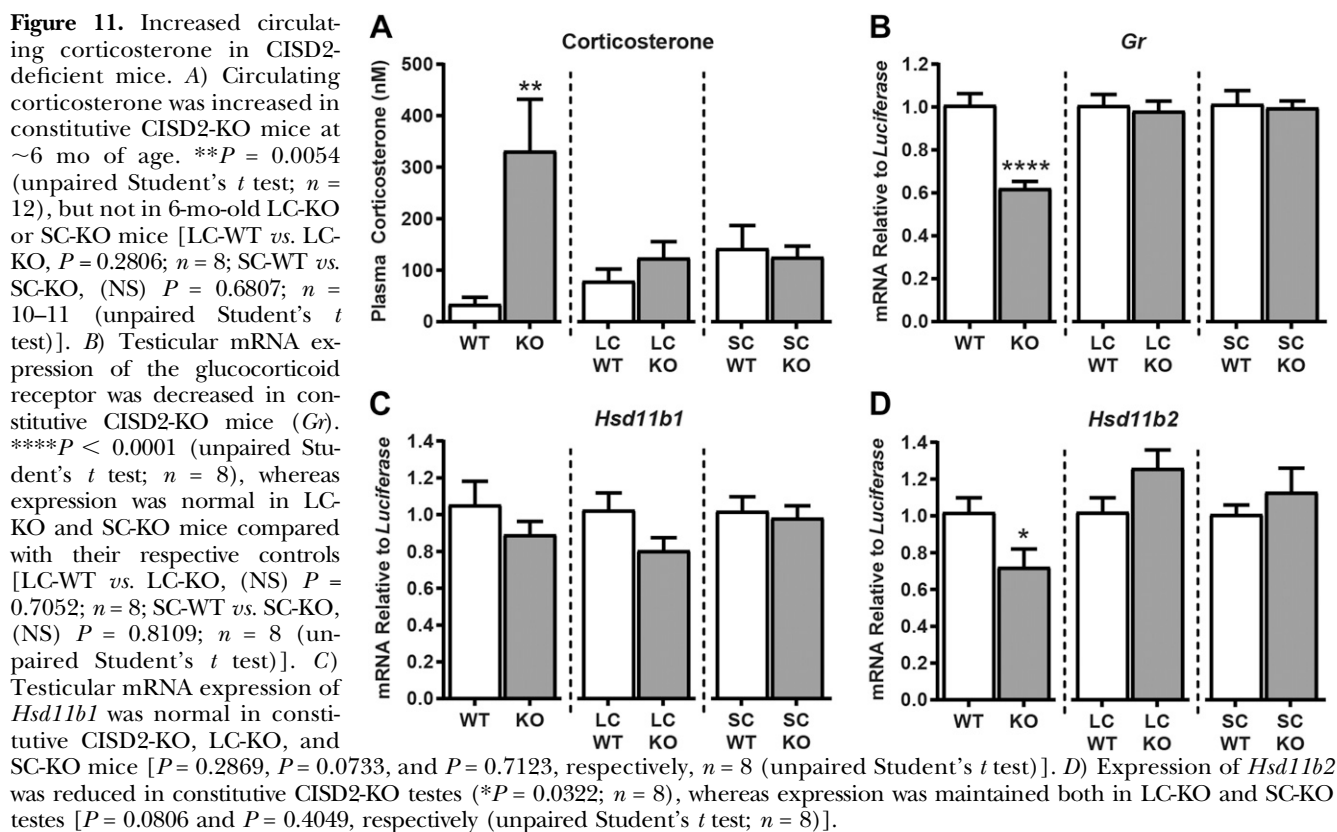 Figure 11. Increased circulat-
ing corticosterone in CISD2-
deficient mice. A) Circulating
corticosterone was increased in
constitutive CISD2-KO mice at
~6 mo of age. **P = 0.0054
(unpaired Student's t test; n =
12), but not in 6-mo-old LC-KO
or SC-KO mice [LC-WT vs. LC-
KO, P = 0.2806; n = 8; SC-WT vs.
SC-KO, (NS) P = 0.6807; n =
10–11 (unpaired Student's t
test)]. B) Testicular mRNA ex-
pression of the glucocorticoid
receptor was decreased in con-
stitutive CISD2-KO mice (Gr).
****P < 0.0001 (unpaired Stu-
dent's t test; n = 8), whereas
expression was normal in LC-
KO and SC-KO mice compared
with their respective controls
[LC-WT vs. LC-KO, (NS) P =
0.7052; n = 8; SC-WT vs. SC-KO,
(NS) P = 0.8109; n = 8 (un-
paired Student's t test)]. C)
Testicular mRNA expression of
Hsd11b1 was normal in consti-
tutive CISD2-KO, LC-KO, and
SC-KO mice [P = 0.2869, P = 0.0733, and P = 0.7123, respectively, n = 8 (unpaired Student's t test)]. D) Expression of Hsd11b2
was reduced in constitutive CISD2-KO testes (*P = 0.0322; n = 8), whereas expression was maintained both in LC-KO and SC-KO
testes [P = 0.0806 and P = 0.4049, respectively (unpaired Student's t test; n = 8)].
A
Corticosterone
Plasma Corticosterone (nM)
500
400
300
200
100
0
**
WT KO LC WT LC KO SC WT SC KO
B
Gr
mRNA Relative to Luciferase
1.2
1.0
0.8
0.6
0.4
0.2
0.0
****
WT KO LC WT LC KO SC WT SC KO
C
Hsd11b1
mRNA Relative to Luciferase
1.4
1.2
1.0
0.8
0.6
0.4
0.2
0.0
WT KO LC WT LC KO SC WT SC KO
D
Hsd11b2
mRNA Relative to Luciferase
1.4
1.2
1.0
0.8
0.6
0.4
0.2
0.0
*
WT KO LC WT LC KO SC WT SC KO